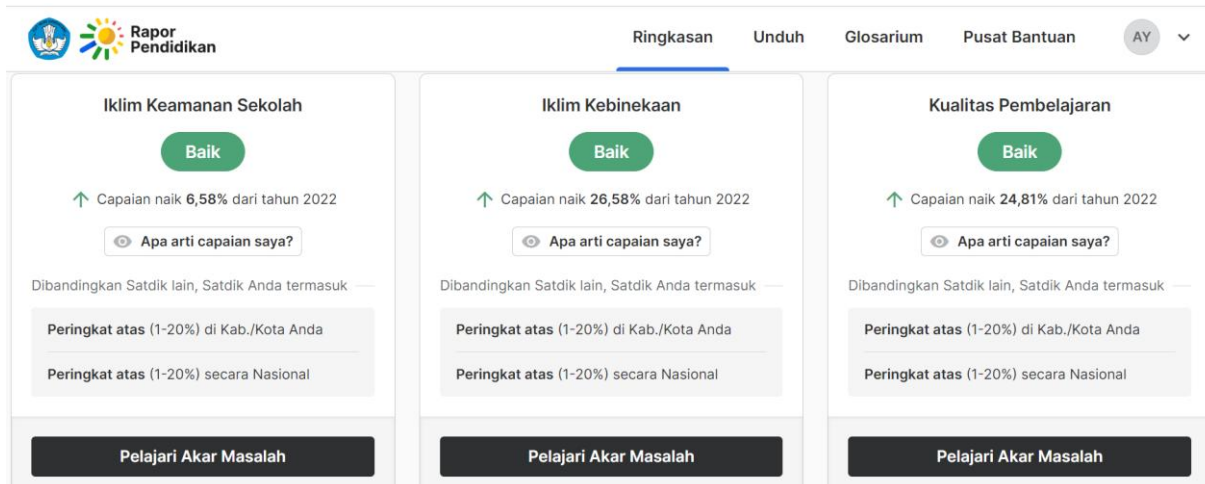 Rapor
Pendidikan
Ringkasan
Unduh
Glosarium
Pusat Bantuan
AY
Iklim Keamanan Sekolah
Baik
Capaian naik 6,58% dari tahun 2022
Apa arti capaian saya?
Dibandingkan Satdik lain, Satdik Anda termasuk
Peringkat atas (1-20%) di Kab./Kota Anda
Peringkat atas (1-20%) secara Nasional
Pelajari Akar Masalah
Iklim Kebinekaan
Baik
Capaian naik 26,58% dari tahun 2022
Apa arti capaian saya?
Dibandingkan Satdik lain, Satdik Anda termasuk
Peringkat atas (1-20%) di Kab./Kota Anda
Peringkat atas (1-20%) secara Nasional
Pelajari Akar Masalah
Kualitas Pembelajaran
Baik
Capaian naik 24,81% dari tahun 2022
Apa arti capaian saya?
Dibandingkan Satdik lain, Satdik Anda termasuk
Peringkat atas (1-20%) di Kab./Kota Anda
Peringkat atas (1-20%) secara Nasional
Pelajari Akar Masalah